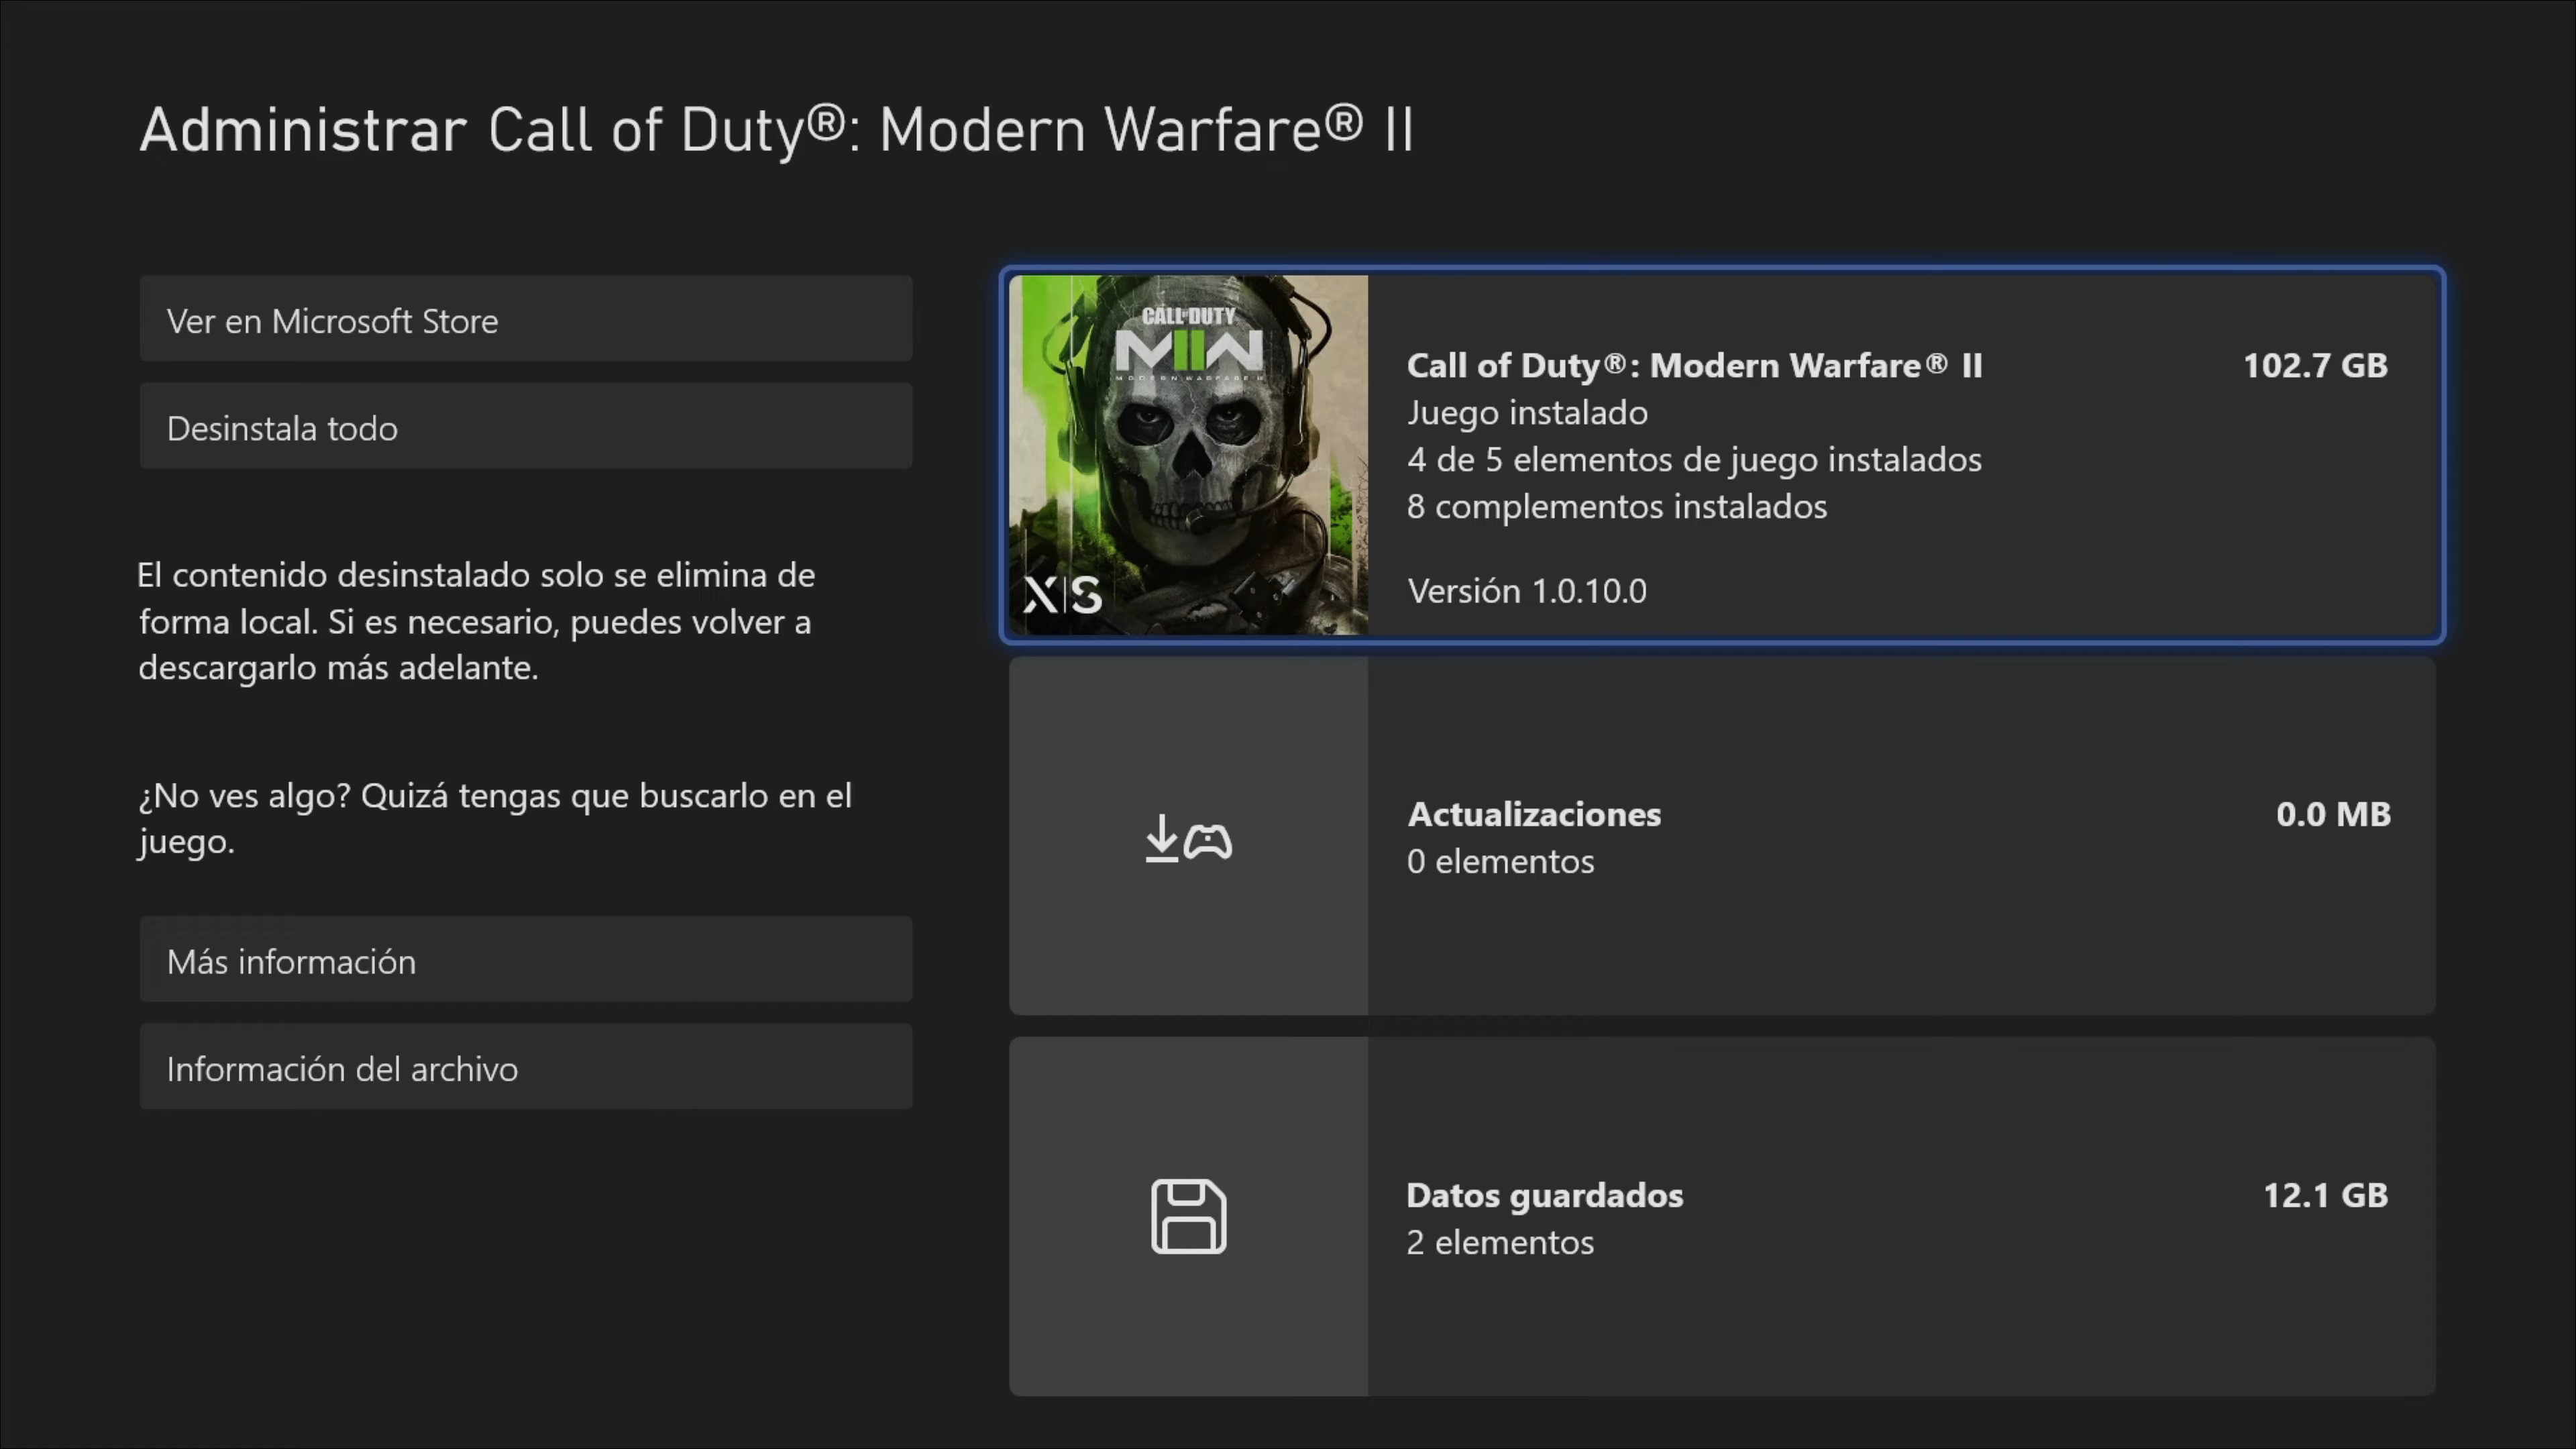 Administrar Call of Duty®: Modern Warfare® II
Ver en Microsoft Store
Desinstala todo
El contenido desinstalado solo se elimina de
forma local. Si es necesario, puedes volver a
descargarlo más adelante.
¿No ves algo? Quizá tengas que buscarlo en el
juego.
Más información
Información del archivo
CALL OF DUTY
MIIW
MODERN WARFARE II
X|S
Call of Duty®: Modern Warfare® II 102.7 GB
Juego instalado
4 de 5 elementos de juego instalados
8 complementos instalados
Versión 1.0.10.0
Actualizaciones 0.0 MB
0 elementos
Datos guardados 12.1 GB
2 elementos